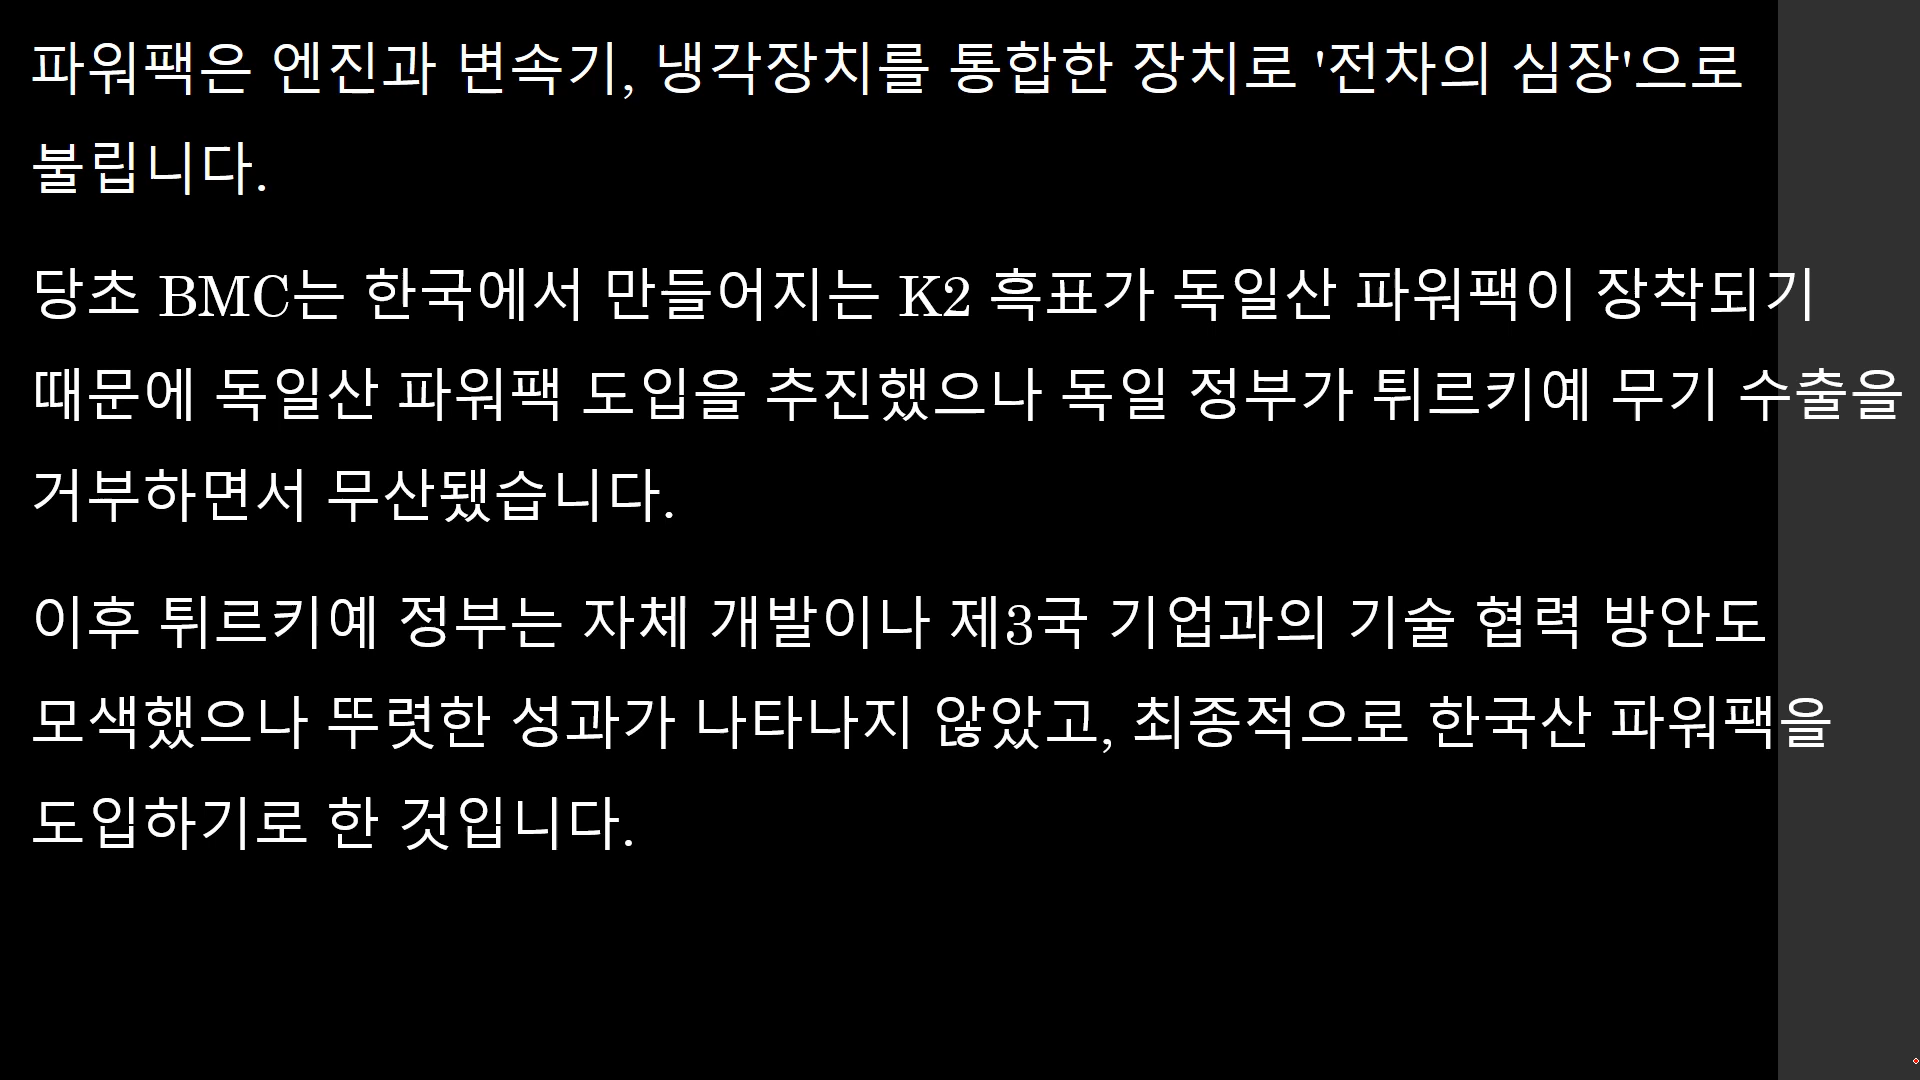 파워팩은 엔진과 변속기, 냉각장치를 통합한 장치로 '전차의 심장'으로
불립니다.
당초 BMC는 한국에서 만들어지는 K2 흑표가 독일산 파워팩이 장착되기
때문에 독일산 파워팩 도입을 추진했으나 독일 정부가 튀르키예 무기 수출을
거부하면서 무산됐습니다.
이후 튀르키예 정부는 자체 개발이나 제3국 기업과의 기술 협력 방안도
모색했으나 뚜렷한 성과가 나타나지 않았고, 최종적으로 한국산 파워팩을
도입하기로 한 것입니다.